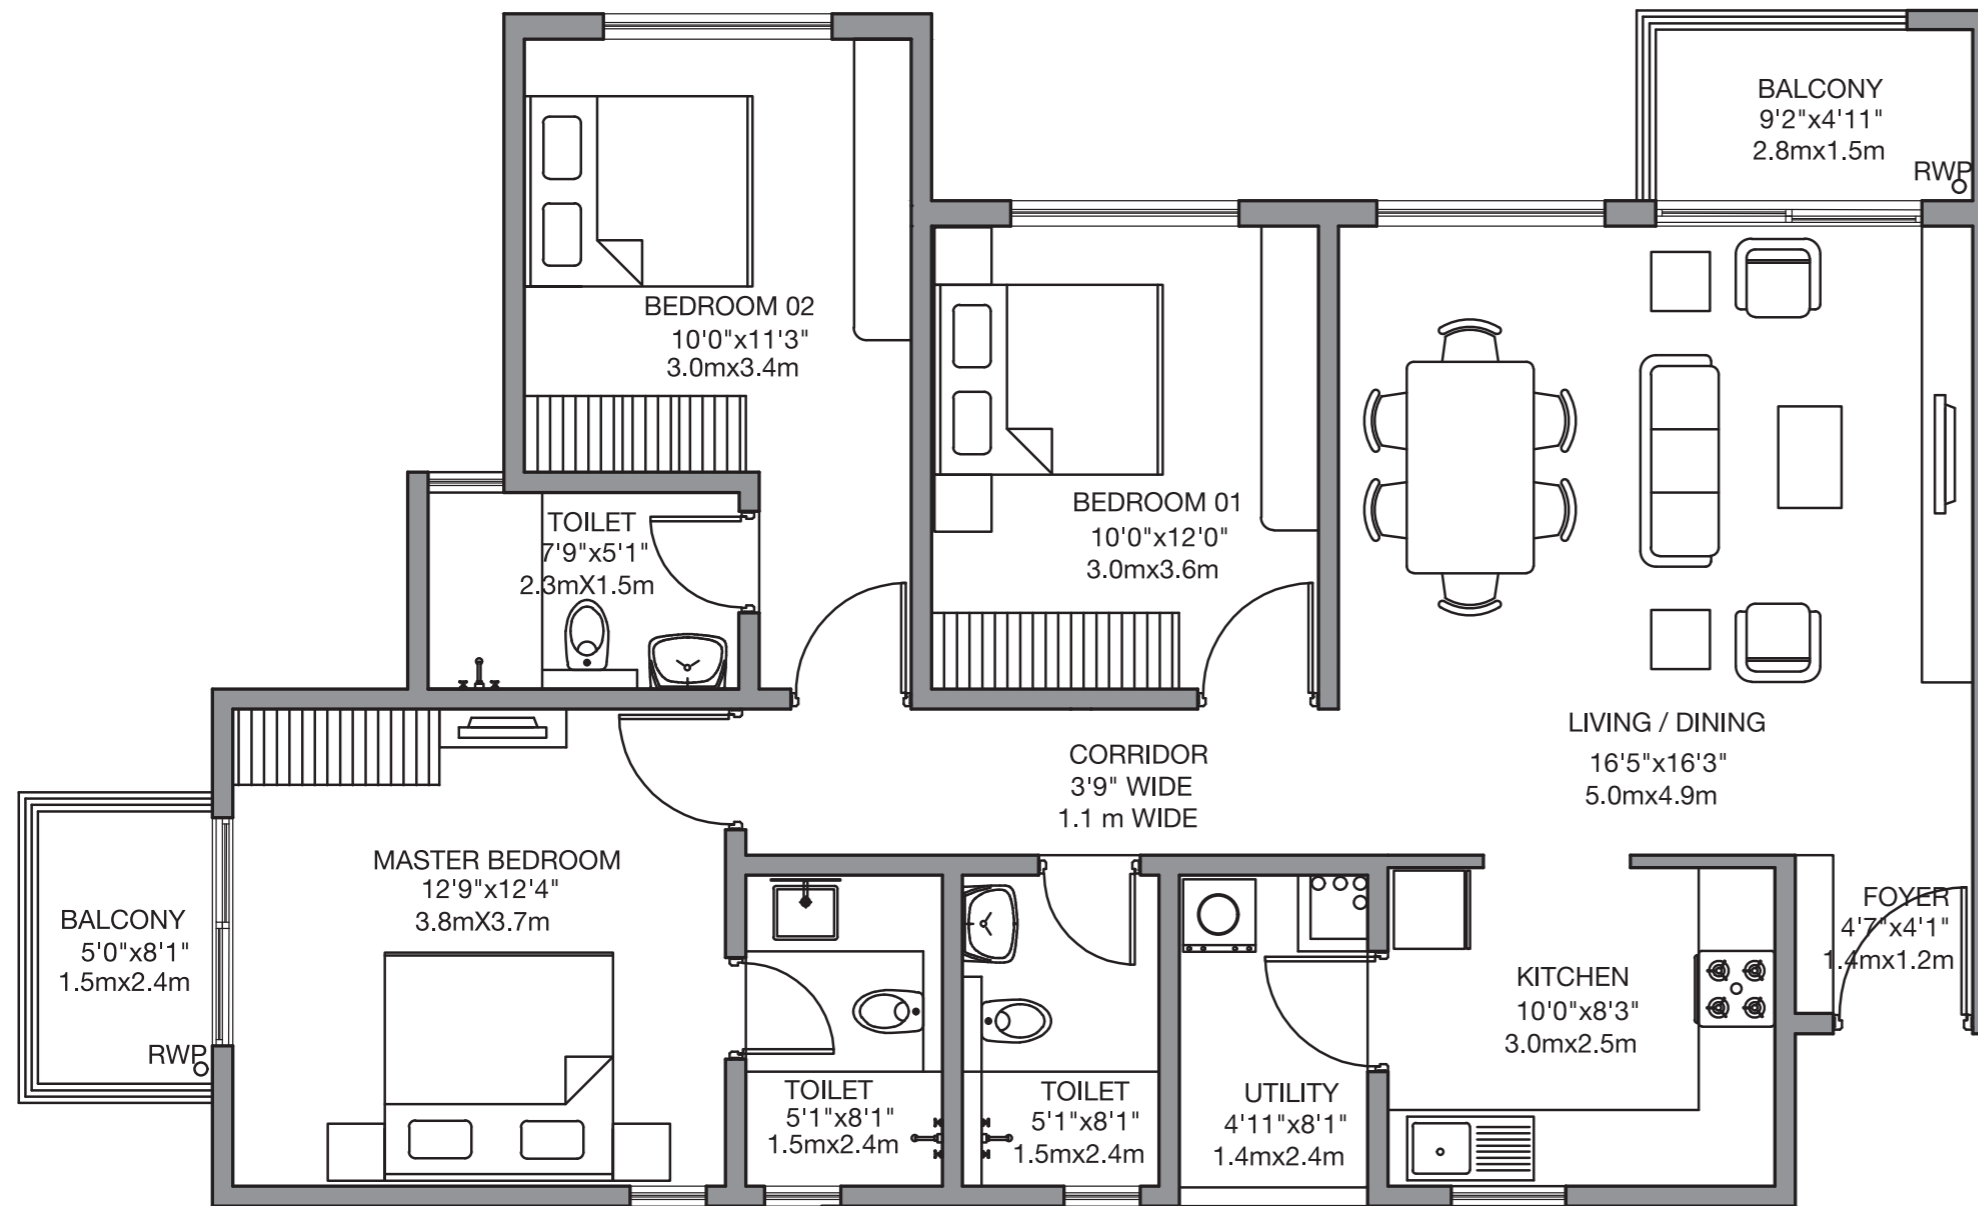 BALCONY
9'2"x4'11"
2.8mx1.5m
RWP
BEDROOM 02
10'0"x11'3"
3.0mx3.4m
BEDROOM 01
10'0"x12'0"
3.0mx3.6m
TOILET
7'9"x5'1"
2.3mX1.5m
LIVING / DINING
16'5"x16'3"
5.0mx4.9m
CORRIDOR
3'9" WIDE
1.1 m WIDE
MASTER BEDROOM
12'9"x12'4"
3.8mX3.7m
BALCONY
5'0"x8'1"
1.5mx2.4m
RWP
FOYER
4'7"x4'1"
1.4mx1.2m
KITCHEN
10'0"x8'3"
3.0mx2.5m
TOILET
5'1"x8'1"
1.5mx2.4m
TOILET
5'1"x8'1"
1.5mx2.4m
UTILITY
4'11"x8'1"
1.4mx2.4m